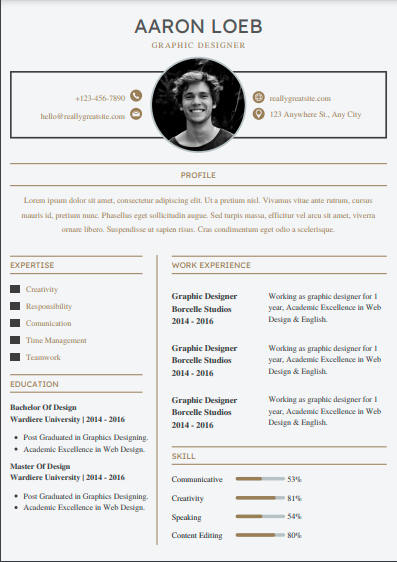 AARON LOEB
GRAPHIC DESIGNER
+123-456-7890
hello@reallygreatsite.com
reallygreatsite.com
123 Anywhere St., Any City
PROFILE
Lorem ipsum dolor sit amet, consectetur adipiscing elit. Ut a pretium nisl. Vivamus vitae ante rutrum, cursus
mauris id, pretium nunc. Phasellus eget sollicitudin augue. Sed turpis massa, efficitur vel arcu sit amet, viverra
ornare libero. Suspendisse ut sapien risus. Cras condimentum eget odio a scelerisque.
EXPERTISE
Creativity
Responsibility
Comunication
Time Management
Teamwork
EDUCATION
Bachelor Of Design
Wardiere University | 2014 - 2016
• Post Graduated in Graphics Designing.
• Academic Excellence in Web Design.
Master Of Design
Wardiere University | 2014 - 2016
• Post Graduated in Graphics Designing.
• Academic Excellence in Web Design.
WORK EXPERIENCE
Graphic Designer
Borcelle Studios
2014 - 2016
Working as graphic designer for 1
year, Academic Excellence in Web
Design & English.
Graphic Designer
Borcelle Studios
2014 - 2016
Working as graphic designer for 1
year, Academic Excellence in Web
Design & English.
Graphic Designer
Borcelle Studios
2014 - 2016
Working as graphic designer for 1
year, Academic Excellence in Web
Design & English.
SKILL
Communicative 53%
Creativity 81%
Speaking 54%
Content Editing 80%